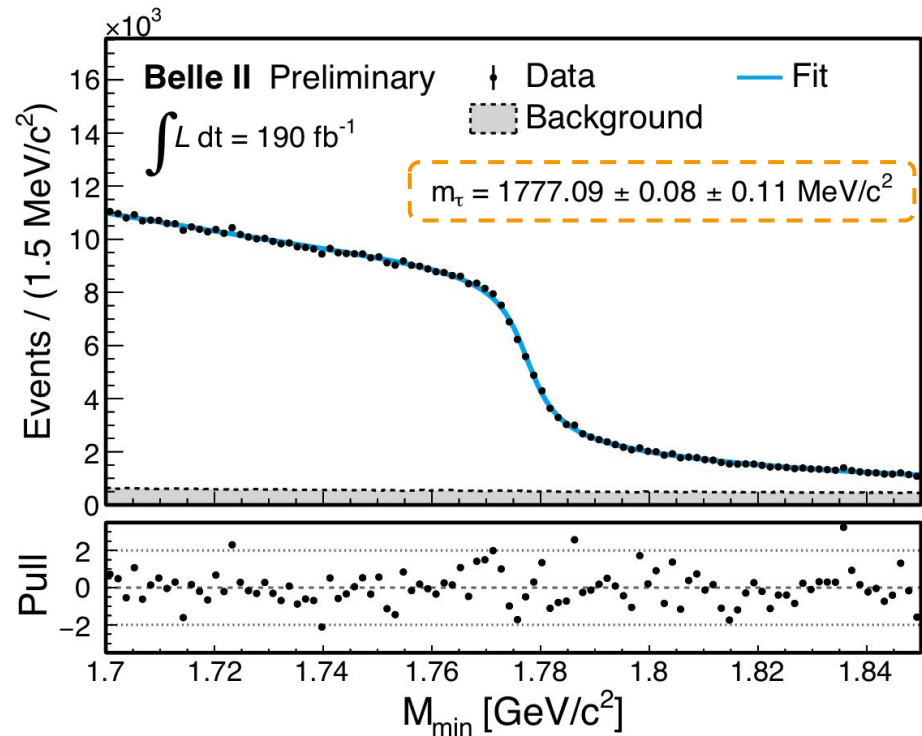 ×10³
Belle II Preliminary
Data
Fit
Background
∫L dt = 190 fb⁻¹
m_τ = 1777.09 ± 0.08 ± 0.11 MeV/c²
Events / (1.5 MeV/c²)
16
14
12
10
8
6
4
2
0
Pull
2
0
−2
1.7 1.72 1.74 1.76 1.78 1.8 1.82 1.84
M_min [GeV/c²]